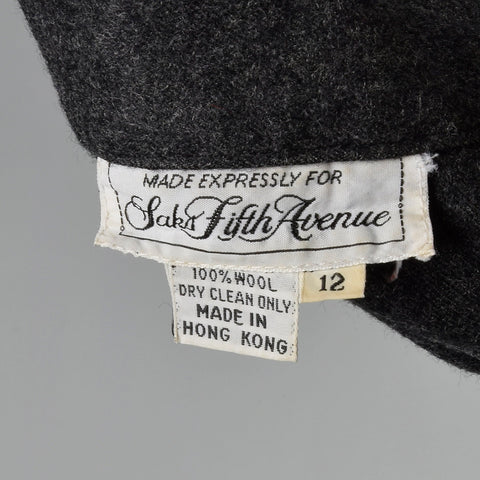 MADE EXPRESSLY FOR
Saks Fifth Avenue
100% WOOL
DRY CLEAN ONLY
MADE IN
HONG KONG
12